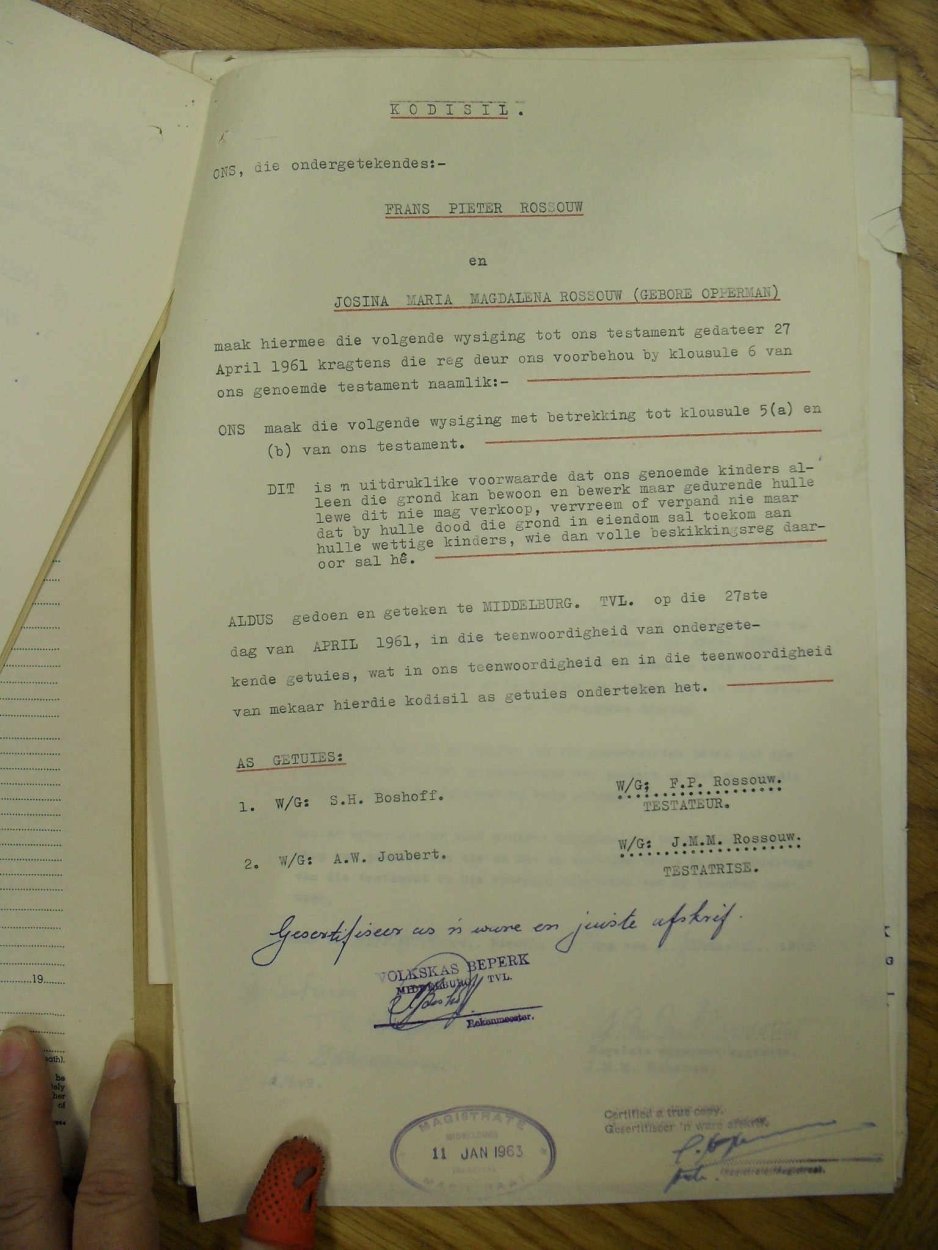 KODISIL.
ONS, die ondergetekendes:-
FRANS PIETER ROSSOUW
en
JOSINA MARIA MAGDALENA ROSSOUW (GEBORE OPPERMAN)
maak hiermee die volgende wysiging tot ons testament gedateer 27
April 1961 kragtens die reg deur ons voorbehou by klousule 6 van
ons genoemde testament naamlik:-
ONS maak die volgende wysiging met betrekking tot klousule 5(a) en
(b) van ons testament.
DIT is n uitdruklike voorwaarde dat ons genoemde kinders al-
leen die grond kan bewoon en bewerk maar gedurende hulle
lewe dit nie mag verkoop, vervreem of verpand nie maar
dat by hulle dood die grond in eiendom sal toekom aan
hulle wettige kinders, wie dan volle beskikkingsreg daar-
oor sal hê.
ALDUS gedoen en geteken te MIDDELBURG. TVL. op die 27ste
dag van APRIL 1961, in die teenwoordigheid van ondergete-
kende getuies, wat in ons teenwoordigheid en in die teenwoordigheid
van mekaar hierdie kodisil as getuies onderteken het.
AS GETUIES:
1. W/G: S.H. Boshoff.
W/G; F.P. Rossouw.
TESTATEUR.
2. W/G: A.W. Joubert.
W/G: J.M.M. Rossouw.
TESTATRISE.
Gesertifiseer as 'n ware en juiste afskrif.
VOLKSKAS BEPERK
MIDDELBURG TVL.
Rekenmeester.
MAGISTRATE
11 JAN 1963
Certified a true copy.
Gesertifiseer 'n ware afskrif.
19
ath).
be
ely
her
of